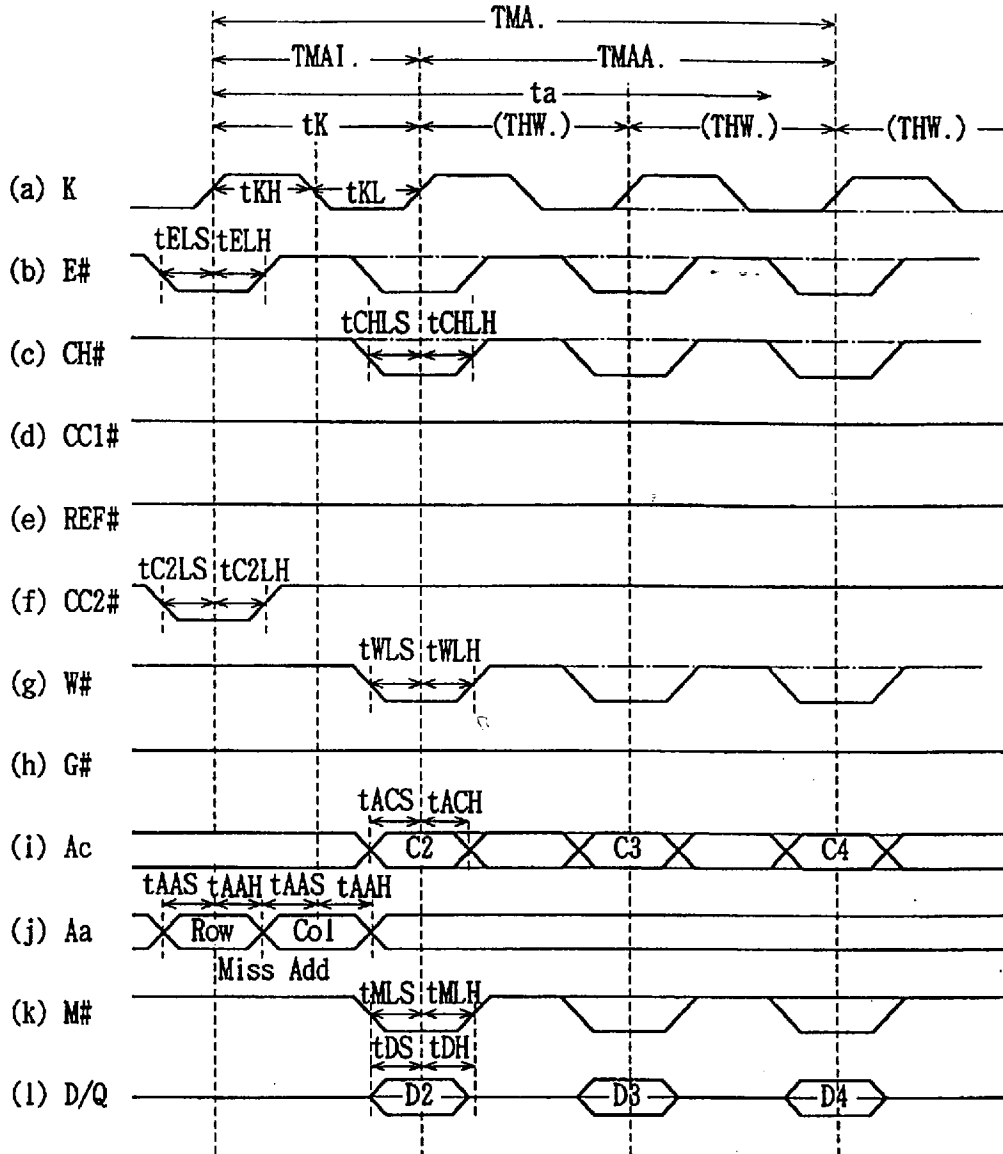 TMA.
TMAI. TMAA.
ta
tK (THW.) (THW.) (THW.)
(a) K tKH tKL
tELS tELH
(b) E#
tCHLS tCHLH
(c) CH#
(d) CC1#
(e) REF#
tC2LS tC2LH
(f) CC2#
tWLS tWLH
(g) W#
(h) G#
tACS tACH
(i) Ac C2 C3 C4
tAAS tAAH tAAS tAAH
(j) Aa Row Col
Miss Add
tMLS tMLH
(k) M#
tDS tDH
(l) D/Q D2 D3 D4